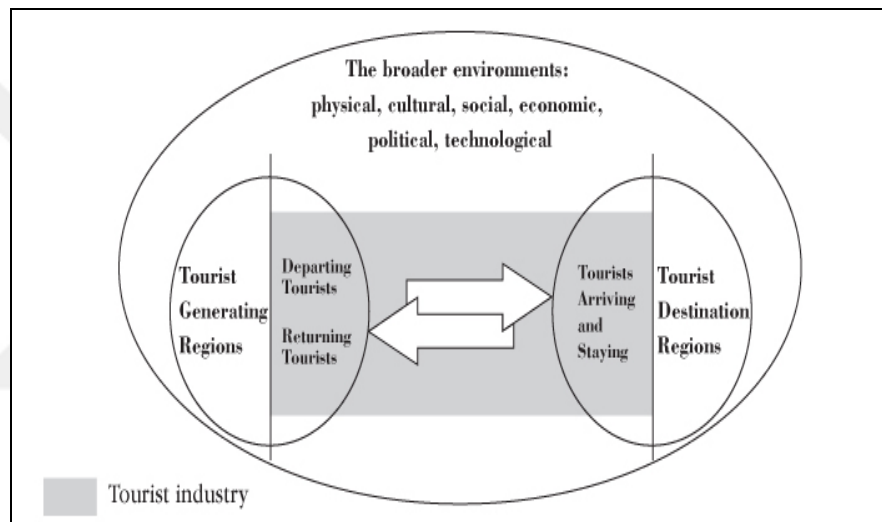 The broader environments:
physical, cultural, social, economic,
political, technological
Tourist
Generating
Regions
Departing
Tourists
Returning
Tourists
Tourists
Arriving
and
Staying
Tourist
Destination
Regions
Tourist industry